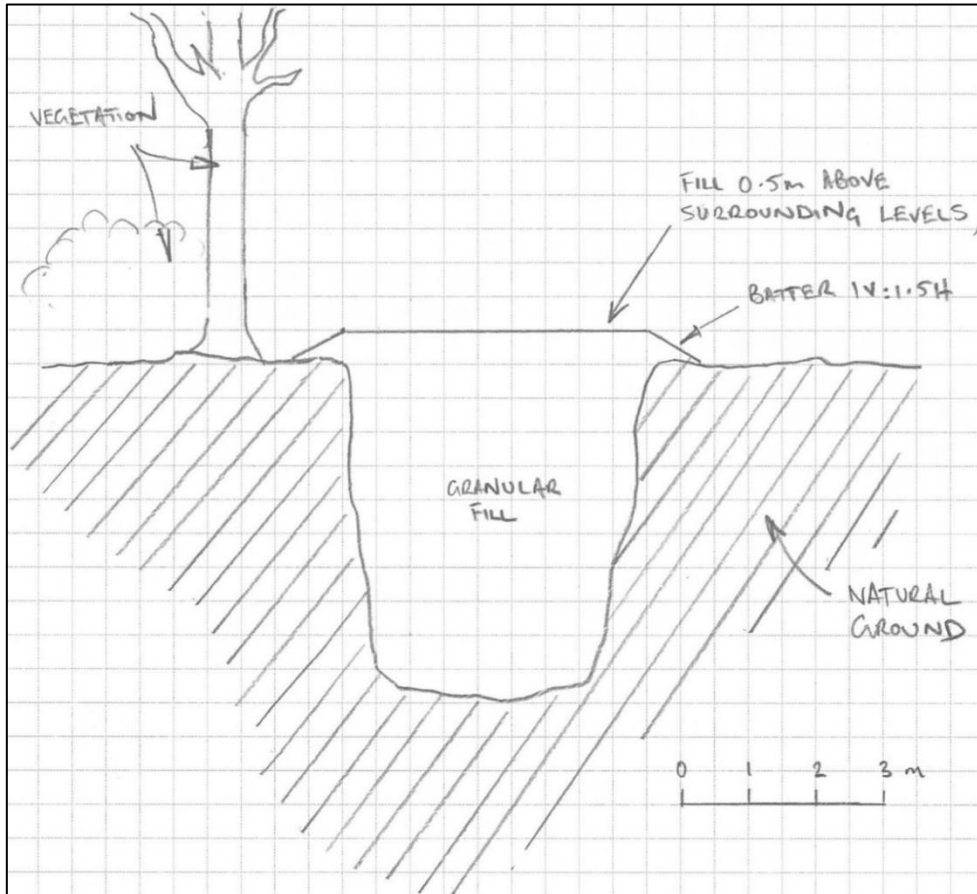 VEGETATION
FILL 0.5m ABOVE
SURROUNDING LEVELS
BATTER 1V:1.5H
GRANULAR
FILL
NATURAL
GROUND
0 1 2 3 m